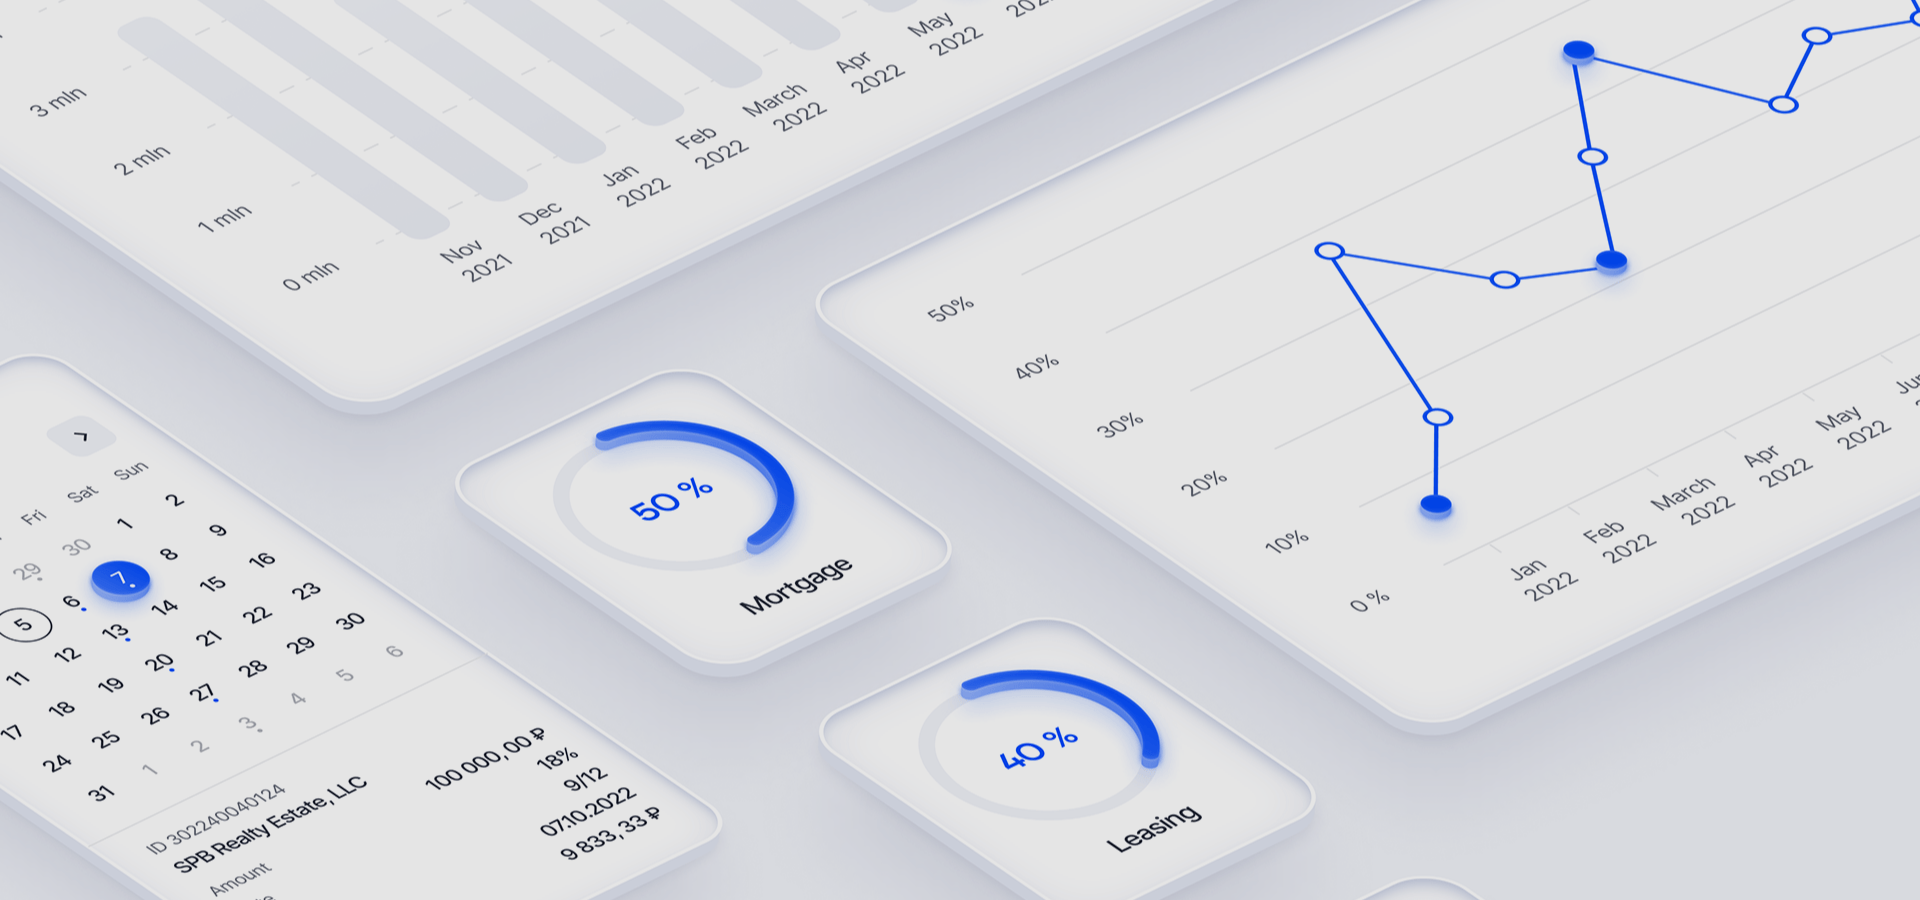 3 mln
2 mln
1 mln
0 mln
Nov
2021
Dec
2021
Jan
2022
Feb
2022
March
2022
Apr
2022
May
2022
50%
40%
30%
20%
10%
0 %
Jan
2022
Feb
2022
March
2022
Apr
2022
May
2022
50 %
Mortgage
40 %
Leasing
Fri Sat Sun
29 30 1 2
5 6 7 8 9
11 12 13 14 15 16
17 18 19 20 21 22 23
24 25 26 27 28 29 30
31 1 2 3 4 5 6
ID 302240040124
SPB Realty Estate, LLC
Amount
100 000,00 ₽
18%
9/12
07.10.2022
9 833, 33 ₽